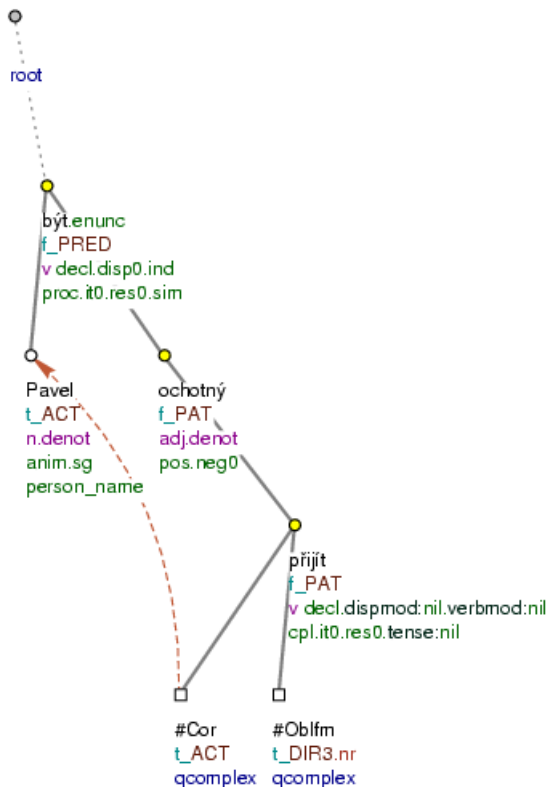 root
být.enunc
f_PRED
v decl.disp0.ind
proc.it0.res0.sim
Pavel
t_ACT
n.denot
anim.sg
person_name
ochotný
f_PAT
adj.denot
pos.neg0
přijít
f_PAT
v decl.dispmod:nil.verbmod:nil
cpl.it0.res0.tense:nil
#Cor
t_ACT
qcomplex
#Oblfm
t_DIR3.nr
qcomplex